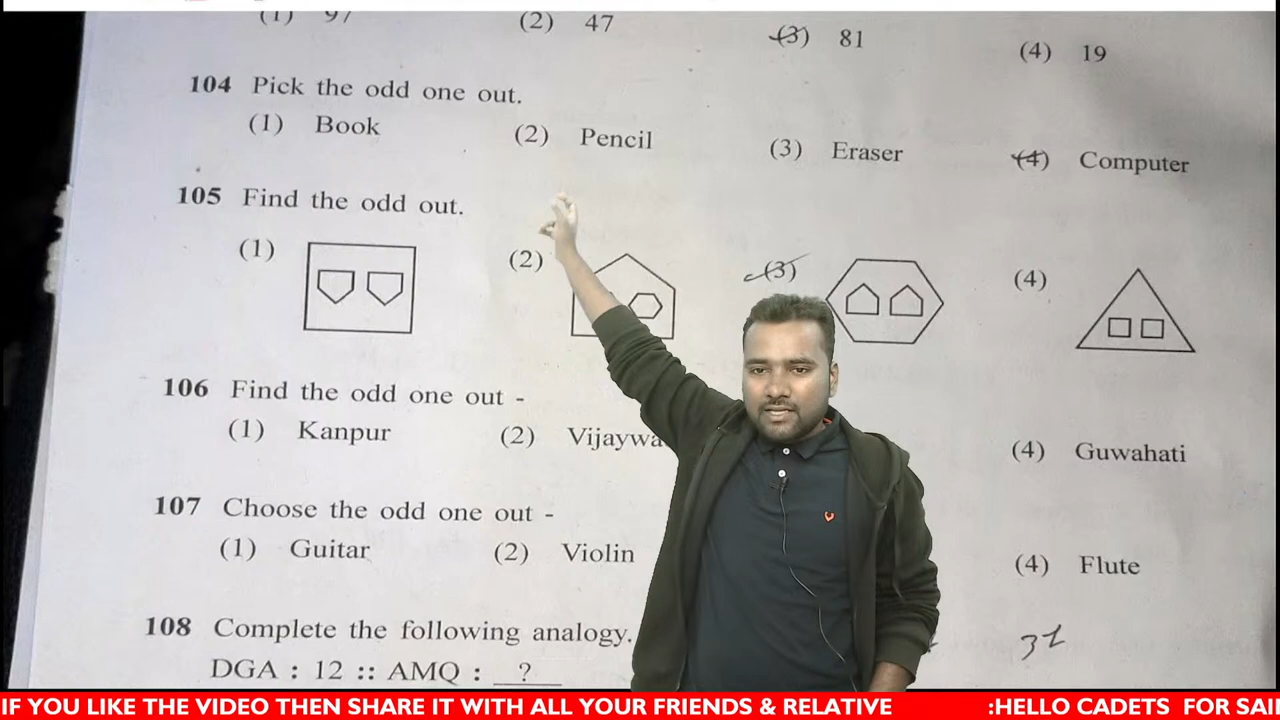 (1) 97 (2) 47 (3) 81 (4) 19
104 Pick the odd one out.
(1) Book (2) Pencil (3) Eraser (4) Computer
105 Find the odd out.
(1) (2) (3) (4)
106 Find the odd one out -
(1) Kanpur (2) (4) Guwahati
107 Choose the odd one out -
(1) Guitar (2) Violin (4) Flute
108 Complete the following analogy.
DGA : 12 :: AMQ : __?__
31
IF YOU LIKE THE VIDEO THEN SHARE IT WITH ALL YOUR FRIENDS & RELATIVE :HELLO CADETS FOR SAI